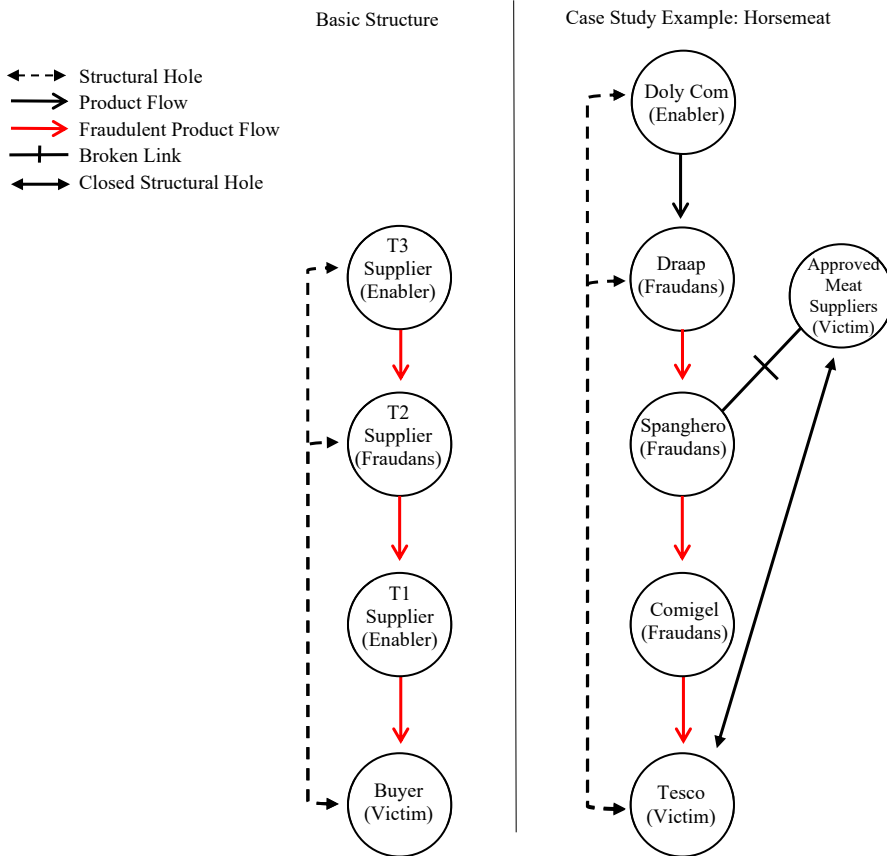 Basic Structure
Case Study Example: Horsemeat
Structural Hole
Product Flow
Fraudulent Product Flow
Broken Link
Closed Structural Hole
T3
Supplier
(Enabler)
T2
Supplier
(Fraudans)
T1
Supplier
(Enabler)
Buyer
(Victim)
Doly Com
(Enabler)
Draap
(Fraudans)
Approved
Meat
Suppliers
(Victim)
Spanghero
(Fraudans)
Comigel
(Fraudans)
Tesco
(Victim)